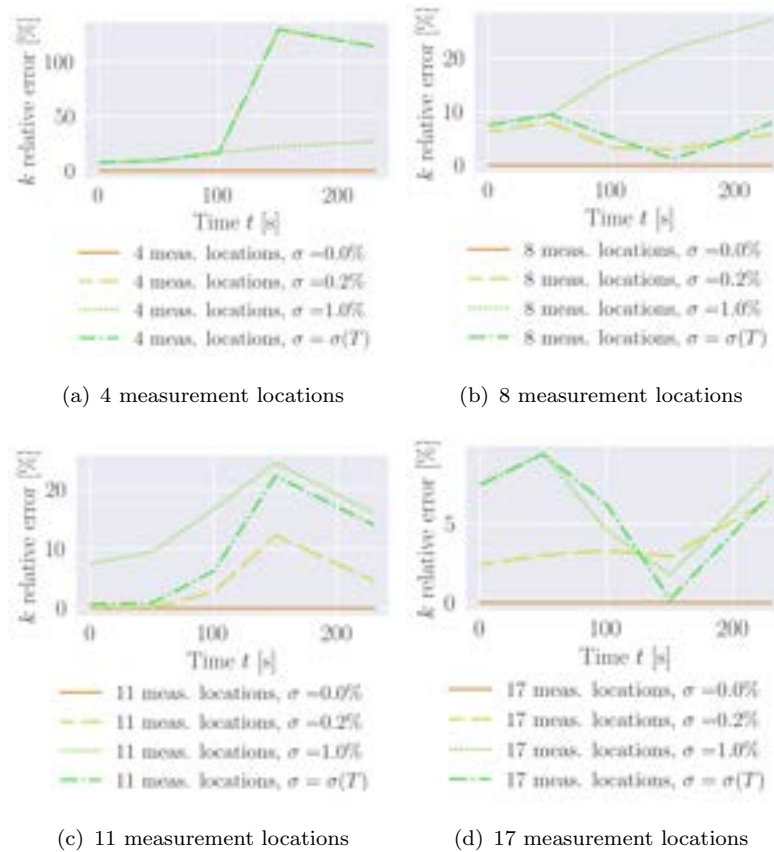 k relative error [%]
100
50
0
0 100 200
Time t [s]
4 meas. locations, σ =0.0%
4 meas. locations, σ =0.2%
4 meas. locations, σ =1.0%
4 meas. locations, σ = σ(T)
(a) 4 measurement locations
k relative error [%]
20
10
0
0 100 200
Time t [s]
8 meas. locations, σ =0.0%
8 meas. locations, σ =0.2%
8 meas. locations, σ =1.0%
8 meas. locations, σ = σ(T)
(b) 8 measurement locations
k relative error [%]
20
10
0
0 100 200
Time t [s]
11 meas. locations, σ =0.0%
11 meas. locations, σ =0.2%
11 meas. locations, σ =1.0%
11 meas. locations, σ = σ(T)
(c) 11 measurement locations
k relative error [%]
5
0
0 100 200
Time t [s]
17 meas. locations, σ =0.0%
17 meas. locations, σ =0.2%
17 meas. locations, σ =1.0%
17 meas. locations, σ = σ(T)
(d) 17 measurement locations